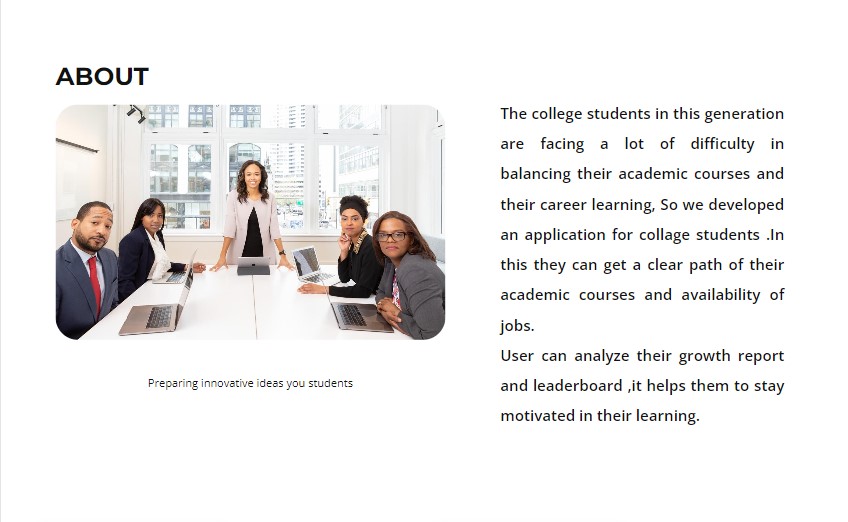 ABOUT
The college students in this generation
are facing a lot of difficulty in
balancing their academic courses and
their career learning, So we developed
an application for collage students .In
this they can get a clear path of their
academic courses and availability of
jobs.
User can analyze their growth report
and leaderboard ,it helps them to stay
motivated in their learning.
Preparing innovative ideas you students